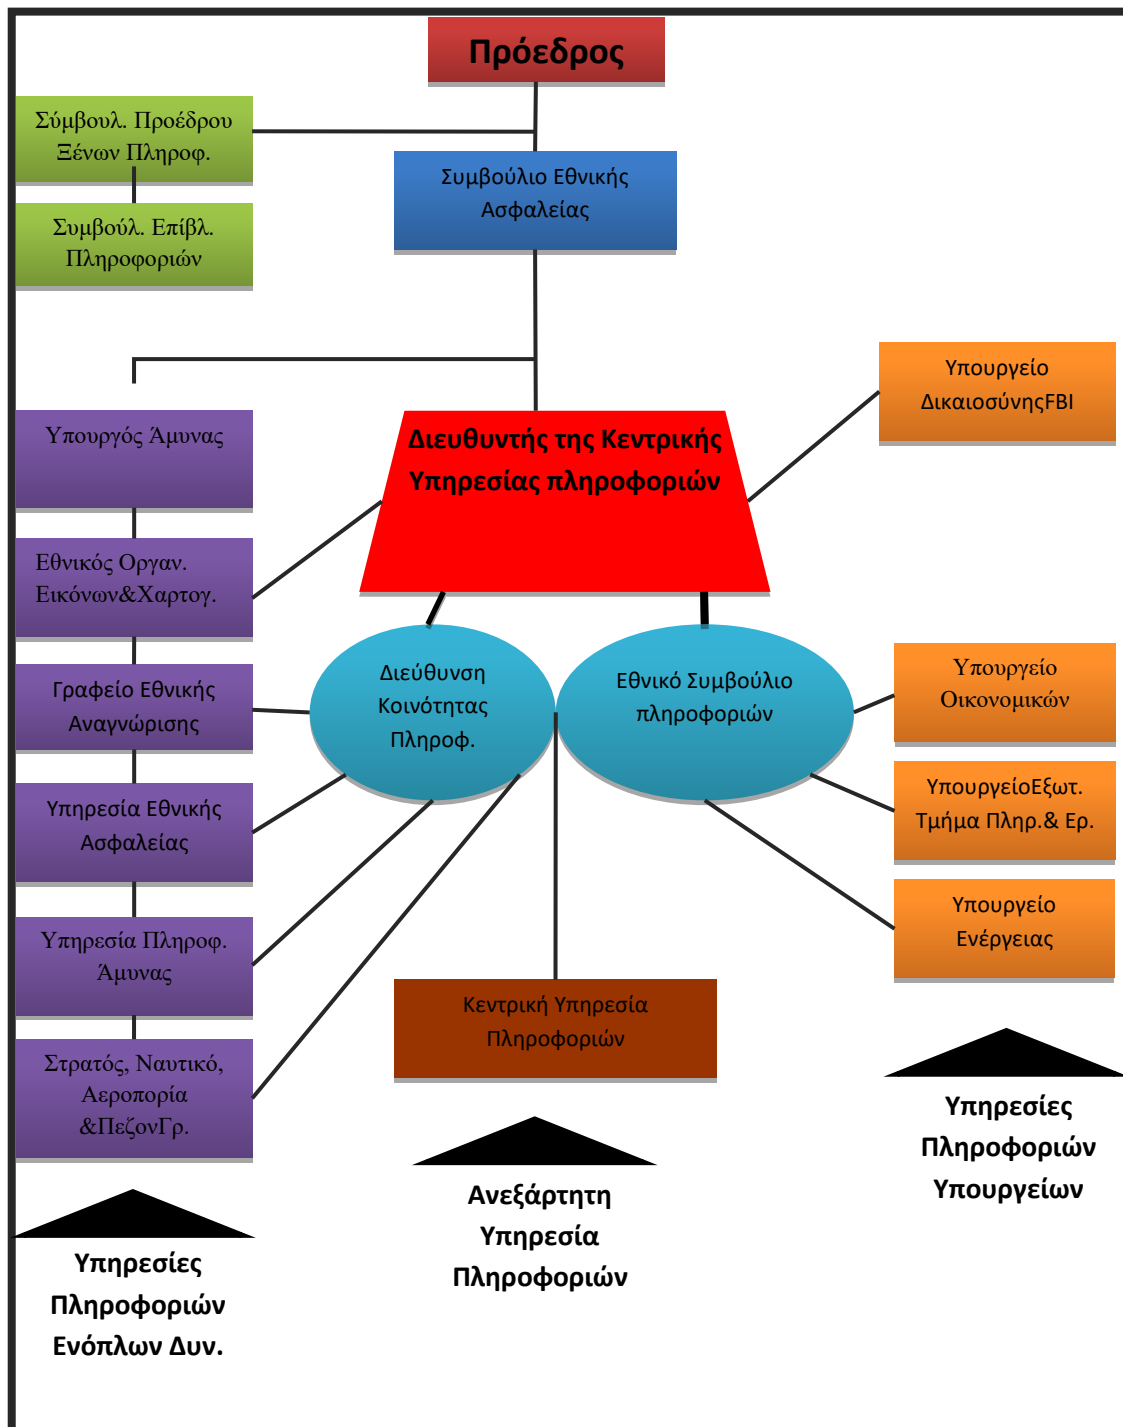 Πρόεδρος
Σύμβουλ. Προέδρου
Ξένων Πληροφ.
Συμβούλιο Εθνικής
Ασφαλείας
Συμβούλ. Επίβλ.
Πληροφοριών
Υπουργείο
ΔικαιοσύνηςFBI
Υπουργός Άμυνας
Διευθυντής της Κεντρικής
Υπηρεσίας πληροφοριών
Εθνικός Οργαν.
Εικόνων&Χαρτογ.
Γραφείο Εθνικής
Αναγνώρισης
Διεύθυνση
Κοινότητας
Πληροφ.
Εθνικό Συμβούλιο
πληροφοριών
Υπουργείο
Οικονομικών
Υπηρεσία Εθνικής
Ασφαλείας
ΥπουργείοΕξωτ.
Τμήμα Πληρ.& Ερ.
Υπουργείο
Ενέργειας
Υπηρεσία Πληροφ.
Άμυνας
Κεντρική Υπηρεσία
Πληροφοριών
Στρατός, Ναυτικό,
Αεροπορία
&ΠεζονΓρ.
Υπηρεσίες
Πληροφοριών
Ενόπλων Δυν.
Ανεξάρτητη
Υπηρεσία
Πληροφοριών
Υπηρεσίες
Πληροφοριών
Υπουργείων